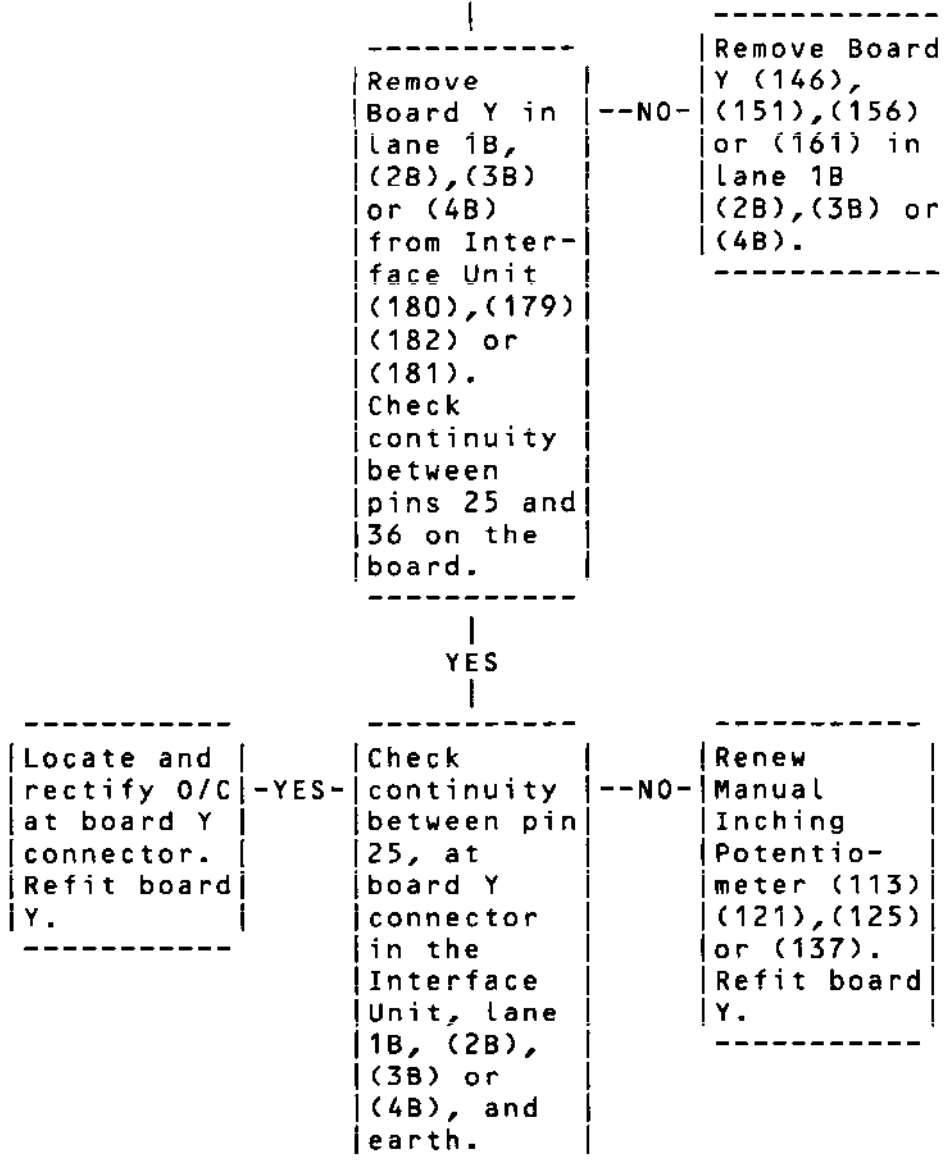 Remove
Board Y in
lane 1B,
(2B),(3B)
or (4B)
from Inter-
face Unit
(180),(179)
(182) or
(181).
Check
continuity
between
pins 25 and
36 on the
board.
--NO-
Remove Board
Y (146),
(151),(156)
or (161) in
lane 1B
(2B),(3B) or
(4B).
YES
Locate and
rectify O/C
at board Y
connector.
Refit board
Y.
-YES-
Check
continuity
between pin
25, at
board Y
connector
in the
Interface
Unit, lane
1B, (2B),
(3B) or
(4B), and
earth.
--NO-
Renew
Manual
Inching
Potentio-
meter (113)
(121),(125)
or (137).
Refit board
Y.